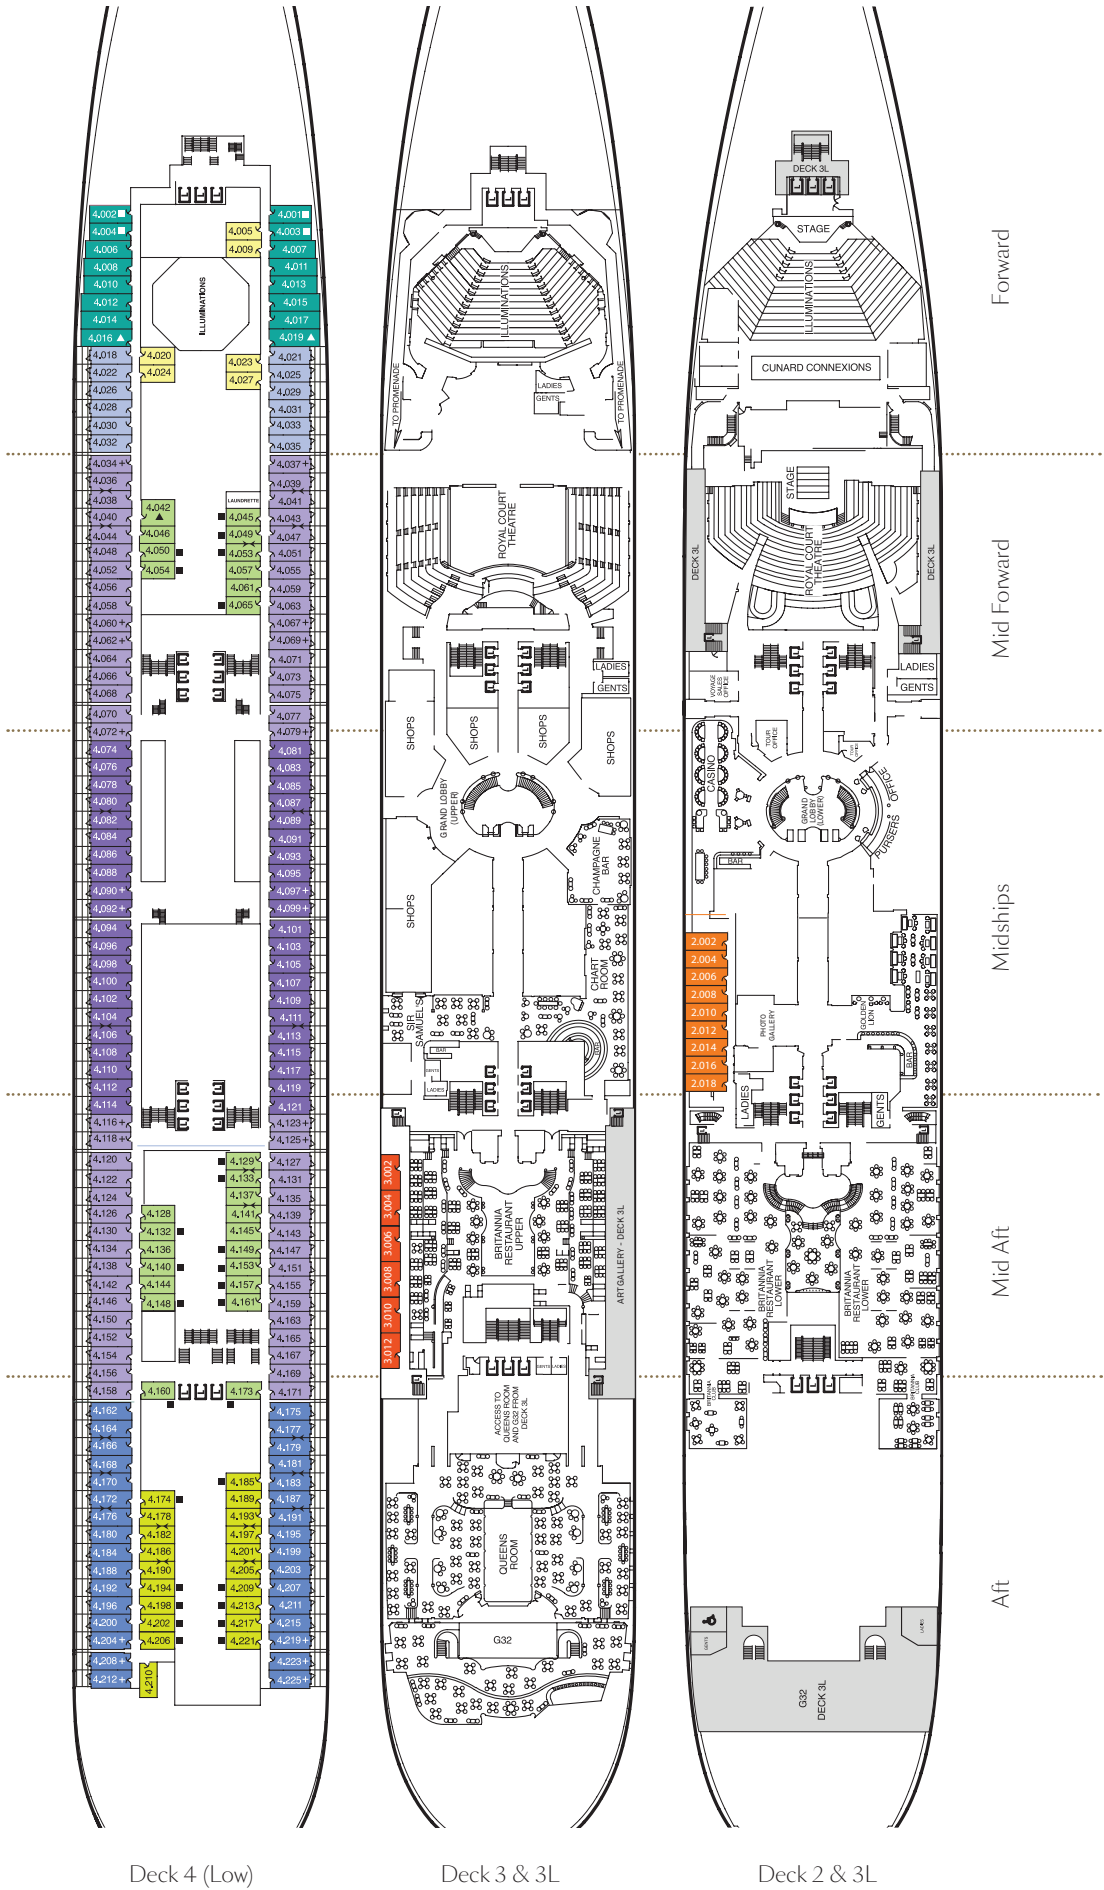 4.002
4.004
4.006
4.008
4.010
4.012
4.014
4.016
4.018
4.022
4.026
4.028
4.030
4.032
4.034+
4.036
4.038
4.040
4.044
4.048
4.052
4.056
4.058
4.060+
4.062+
4.064
4.066
4.068
4.070
4.072+
4.074
4.076
4.078
4.080
4.082
4.084
4.086
4.088
4.090+
4.092+
4.094
4.096
4.098
4.100
4.102
4.104
4.106
4.108
4.110
4.112
4.114
4.116+
4.118+
4.120
4.122
4.124
4.126
4.130
4.134
4.138
4.142
4.146
4.150
4.152
4.154
4.156
4.158
4.162
4.164
4.166
4.168
4.170
4.172
4.176
4.180
4.184
4.188
4.192
4.196
4.200
4.204+
4.208+
4.212+
4.020
4.024
4.042
4.046
4.050
4.054
4.128
4.132
4.136
4.140
4.144
4.148
4.160
4.174
4.178
4.182
4.186
4.190
4.194
4.198
4.202
4.206
4.210
ILLUMINATIONS
4.005
4.009
4.023
4.027
LAUNDRETTE
4.045
4.049
4.053
4.057
4.061
4.065
4.129
4.133
4.137
4.141
4.145
4.149
4.153
4.157
4.161
4.173
4.185
4.189
4.193
4.197
4.201
4.205
4.209
4.213
4.217
4.221
4.001
4.003
4.007
4.011
4.013
4.015
4.017
4.019
4.021
4.025
4.029
4.031
4.033
4.035
4.037+
4.039
4.041
4.043
4.047
4.051
4.055
4.059
4.063
4.067+
4.069+
4.071
4.073
4.075
4.077
4.079+
4.081
4.083
4.085
4.087
4.089
4.091
4.093
4.095
4.097+
4.099+
4.101
4.103
4.105
4.107
4.109
4.111
4.113
4.115
4.117
4.119
4.121
4.123+
4.125+
4.127
4.131
4.135
4.139
4.143
4.147
4.151
4.155
4.159
4.163
4.165
4.167
4.169
4.171
4.175
4.177
4.179
4.181
4.183
4.187
4.191
4.195
4.199
4.203
4.207
4.211
4.215
4.219+
4.223+
4.225+
Deck 4 (Low)
ILLUMINATIONS
TO PROMENADE
LADIES
GENTS
TO PROMENADE
ROYAL COURT
THEATRE
LADIES
GENTS
SHOPS
SHOPS
SHOPS
SHOPS
GRAND LOBBY
(UPPER)
CHAMPAGNE
BAR
SHOPS
CHART
ROOM
SIR
SAMUEL'S
BAR
BAR
GENTS
LADIES
3.002
3.004
3.006
3.008
3.010
3.012
BRITANNIA
RESTAURANT
UPPER
ART GALLERY - DECK 3L
GENTS
LADIES
ACCESS TO
QUEENS ROOM
AND G32 FROM
DECK 3L
QUEENS
ROOM
G32
Deck 3 & 3L
DECK 3L
STAGE
ILLUMINATIONS
CUNARD CONNEXIONS
STAGE
ROYAL COURT
THEATRE
DECK 3L
DECK 3L
VOYAGE
SALES
OFFICE
LADIES
GENTS
CASINO
TOUR
OFFICE
TOUR
OFFICE
GRAND
LOBBY
(LOWER)
PURSERS OFFICE
BAR
2.002
2.004
2.006
2.008
2.010
2.012
2.014
2.016
2.018
PHOTO
GALLERY
GOLDEN
LION
BAR
LADIES
GENTS
BRITANNIA
RESTAURANT
LOWER
BRITANNIA
RESTAURANT
LOWER
BRITANNIA
CLUB
BRITANNIA
CLUB
GENTS
LADIES
G32
DECK 3L
Deck 2 & 3L
Forward
Mid Forward
Midships
Mid Aft
Aft